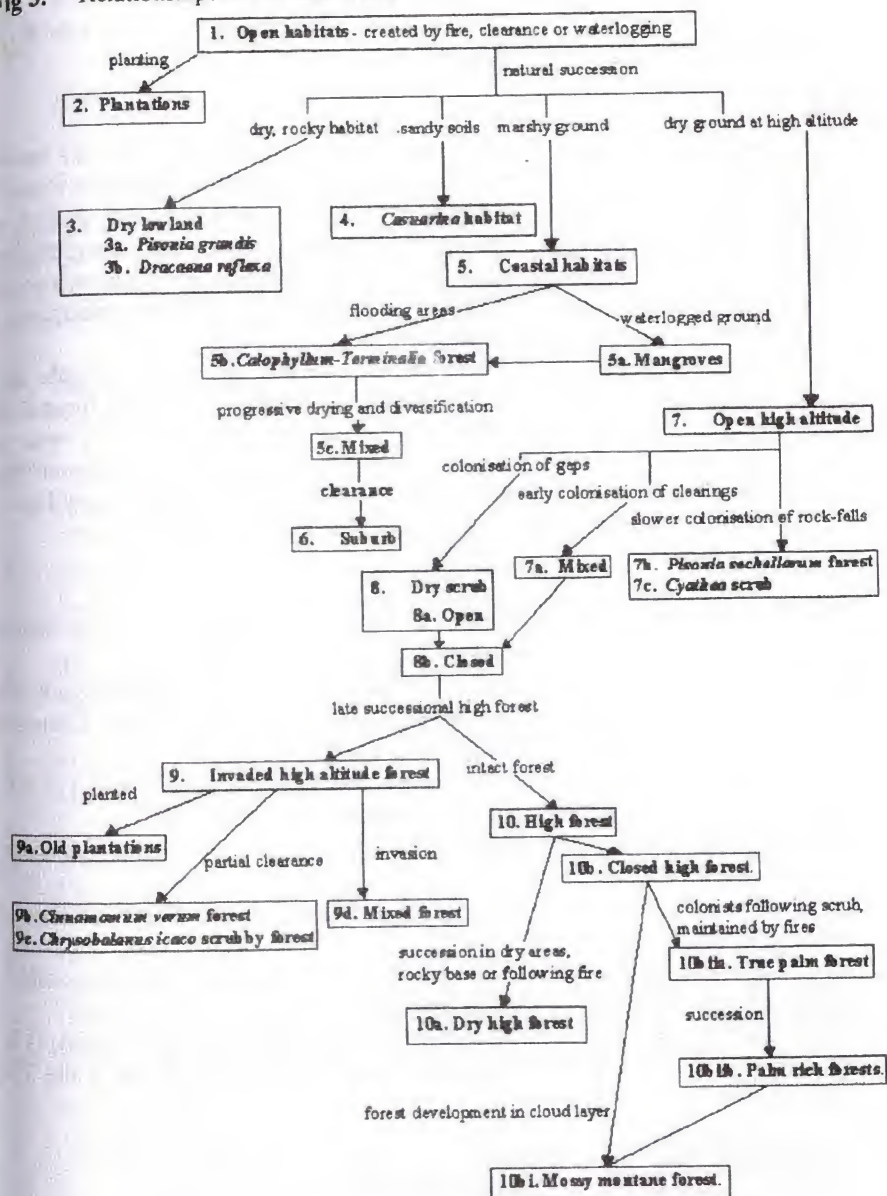 1. Open habitats - created by fire, clearance or waterlogging
planting
natural succession
2. Plantations
dry, rocky habitat
sandy soils
marshy ground
dry ground at high altitude
3. Dry lowland
3a. Pisonia grandis
3b. Dracaena reflexa
4. Casuarina habitat
5. Coastal habitats
flooding areas
waterlogged ground
5b. Calophyllum-Terminalia forest
5a. Mangroves
progressive drying and diversification
7. Open high altitude
5c. Mixed
colonisation of gaps
early colonisation of clearings
clearance
slower colonisation of rock-falls
6. Suburb
7a. Mixed
7b. Pisonia sechellarum forest
7c. Cyathea scrub
8. Dry scrub
8a. Open
8b. Closed
late successional high forest
9. Invaded high altitude forest
intact forest
planted
10. High forest
9a. Old plantations
partial clearance
invasion
10b. Closed high forest.
9b. Cinnamomum verum forest
9c. Chrysobalanus icaco scrubby forest
9d. Mixed forest
colonists following scrub,
maintained by fires
succession in dry areas,
rocky base or following fire
10b iia. True palm forest
10a. Dry high forest
succession
10b iib. Palm rich forests.
forest development in cloud layer
10b i. Mossy montane forest.